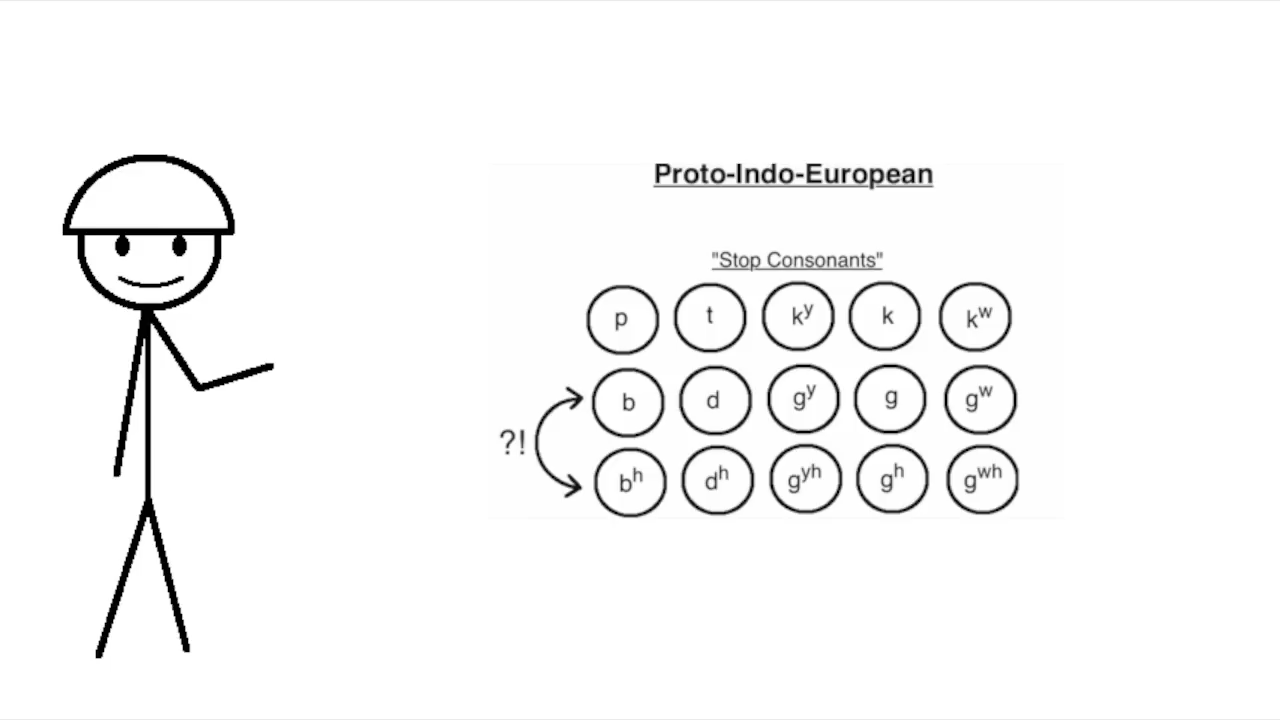 Proto-Indo-European
"Stop Consonants"
p t kʸ k kʷ
b d gʸ g gʷ
?!
bʰ dʰ gʸʰ gʰ gʷʰ